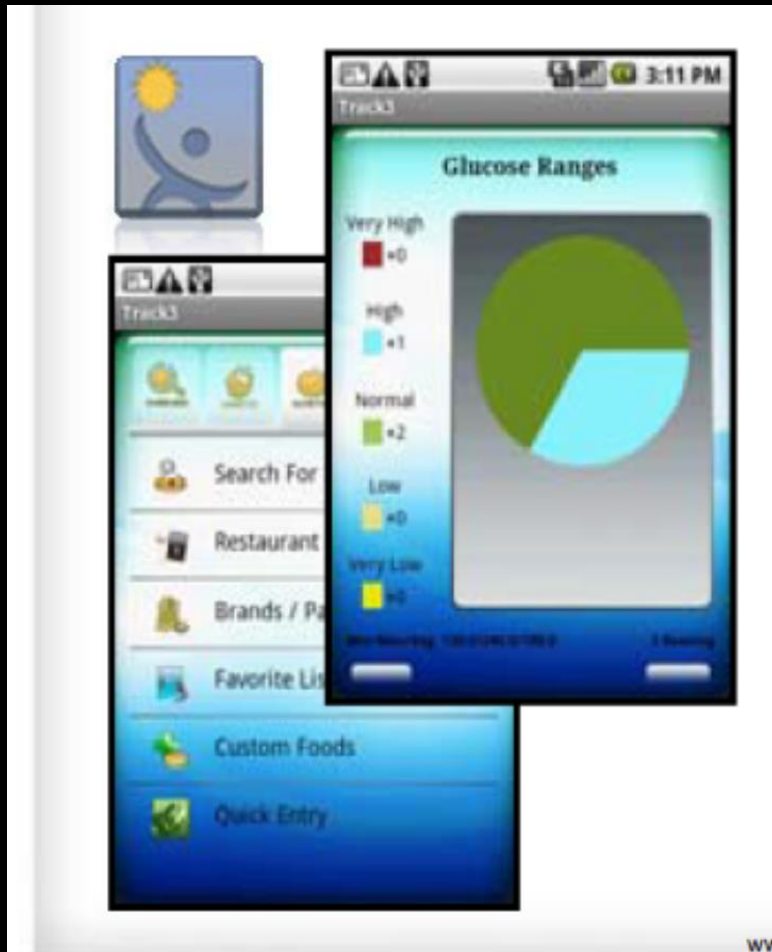 3:11 PM
Track3
Glucose Ranges
Very High
=0
High
=1
Normal
=2
Low
=0
Very Low
=0
Track3
Search For
Restaurant
Brands / Pa
Favorite Lis
Custom Foods
Quick Entry